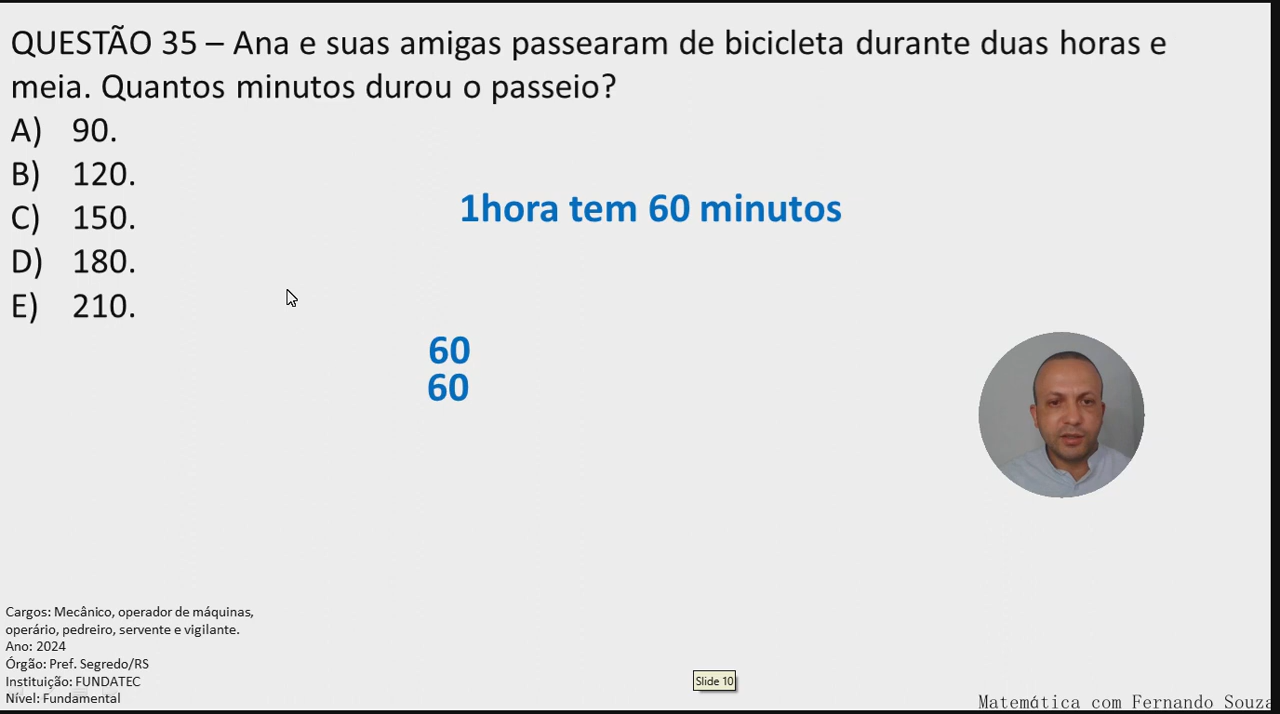 QUESTÃO 35 – Ana e suas amigas passearam de bicicleta durante duas horas e
meia. Quantos minutos durou o passeio?
A) 90.
B) 120.
C) 150.
D) 180.
E) 210.
1hora tem 60 minutos
60
60
Cargos: Mecânico, operador de máquinas,
operário, pedreiro, servente e vigilante.
Ano: 2024
Órgão: Pref. Segredo/RS
Instituição: FUNDATEC
Nível: Fundamental
Slide 10
Matemática com Fernando Souza